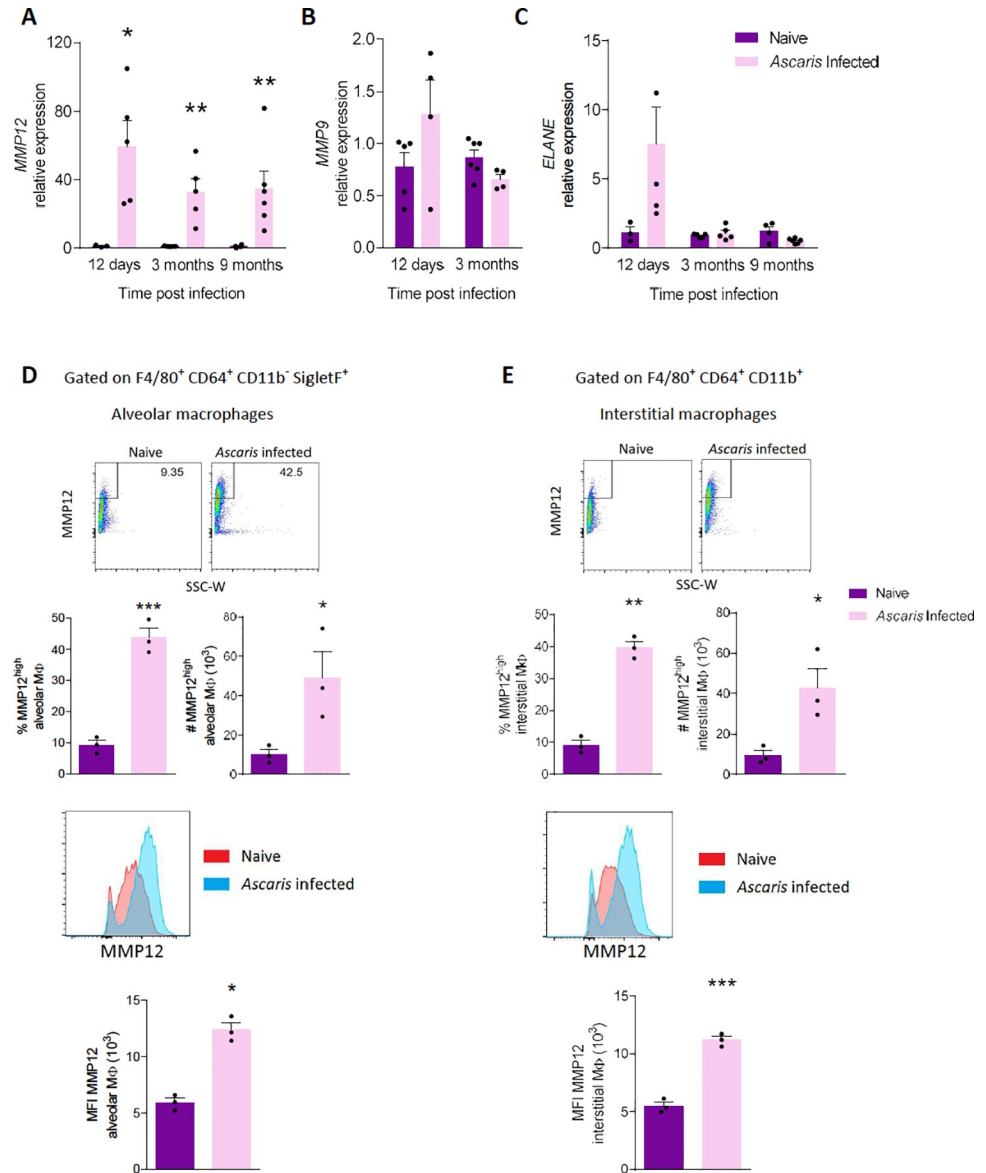 A
MMP12
relative expression
120
80
40
0
*
**
**
12 days
3 months
9 months
Time post infection
B
MMP9
relative expression
2.0
1.5
1.0
0.5
0.0
12 days
3 months
Time post infection
C
ELANE
relative expression
15
10
5
0
12 days
3 months
9 months
Time post infection
Naive
Ascaris Infected
D
Gated on F4/80⁺ CD64⁺ CD11b⁻ SigletF⁺
Alveolar macrophages
Naive
Ascaris infected
9.35
42.5
MMP12
SSC-W
% MMP12ʰⁱᵍʰ
alveolar MΦ
50
40
30
20
10
0
***
# MMP12ʰⁱᵍʰ
alveolar MΦ (10³)
80
60
40
20
0
*
MMP12
Naive
Ascaris infected
MFI MMP12
alveolar MΦ (10³)
15
10
5
0
*
E
Gated on F4/80⁺ CD64⁺ CD11b⁺
Interstitial macrophages
Naive
Ascaris infected
MMP12
SSC-W
Naive
Ascaris Infected
% MMP12ʰⁱᵍʰ
interstitial MkΦ
50
40
30
20
10
0
**
# MMP12ʰⁱᵍʰ
interstitial MΦ (10³)
80
60
40
20
0
*
MMP12
Naive
Ascaris infected
MFI MMP12
interstitial MΦ (10³)
15
10
5
0
***